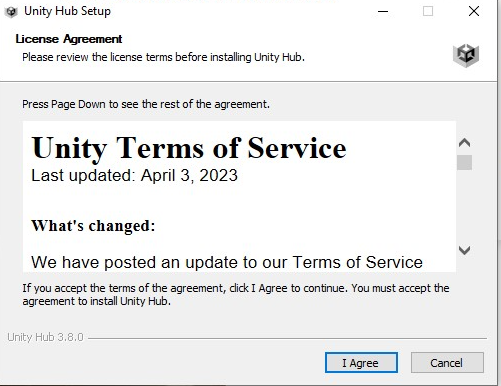 Unity Hub Setup
License Agreement
Please review the license terms before installing Unity Hub.
Press Page Down to see the rest of the agreement.
Unity Terms of Service
Last updated: April 3, 2023
What's changed:
We have posted an update to our Terms of Service
If you accept the terms of the agreement, click I Agree to continue. You must accept the
agreement to install Unity Hub.
Unity Hub 3.8.0
I Agree
Cancel